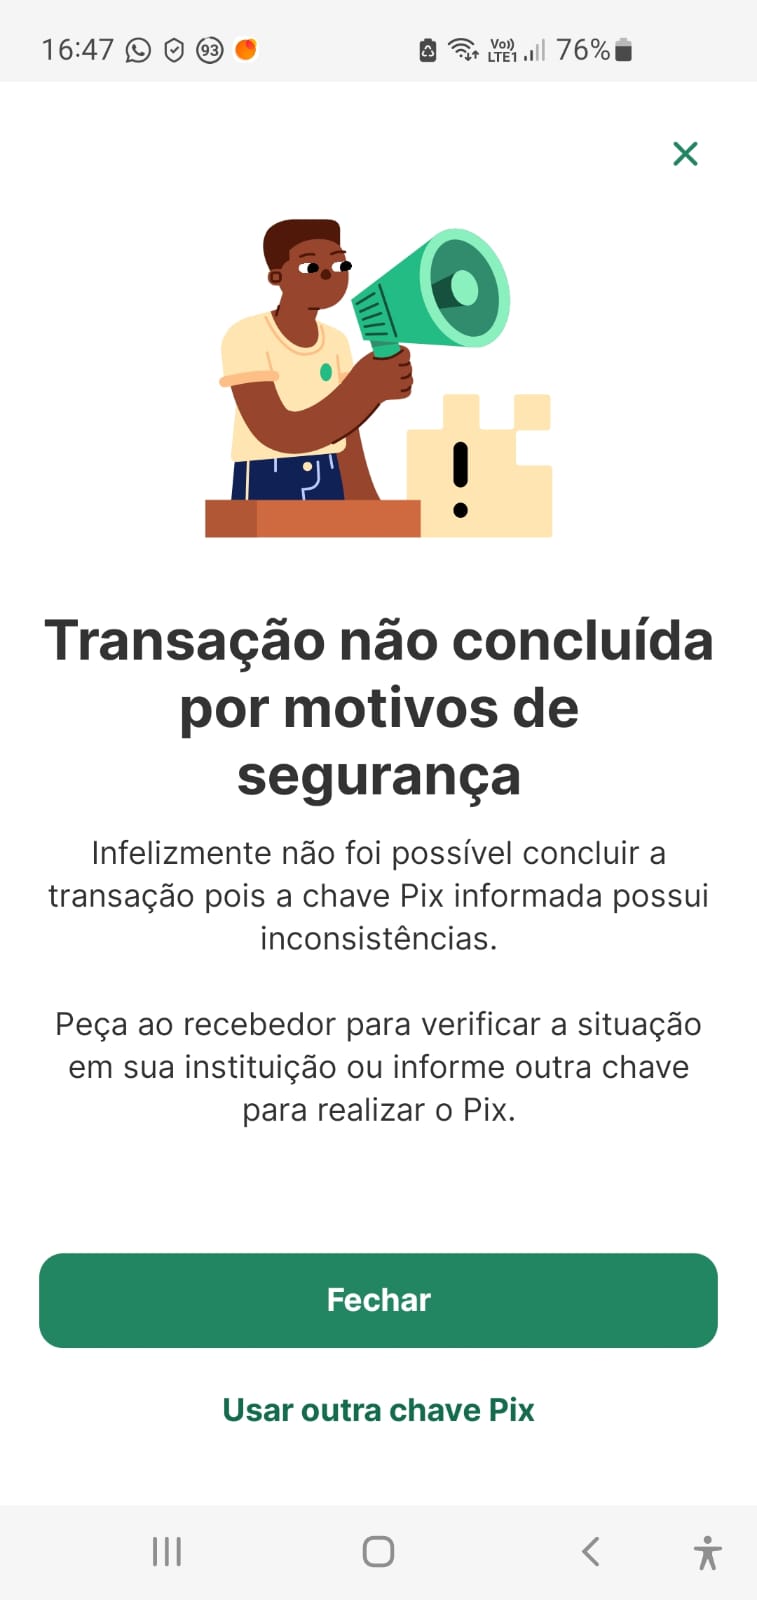 16:47 93 Vo)) LTE1 76%
Transação não concluída
por motivos de
segurança
Infelizmente não foi possível concluir a
transação pois a chave Pix informada possui
inconsistências.
Peça ao recebedor para verificar a situação
em sua instituição ou informe outra chave
para realizar o Pix.
Fechar
Usar outra chave Pix